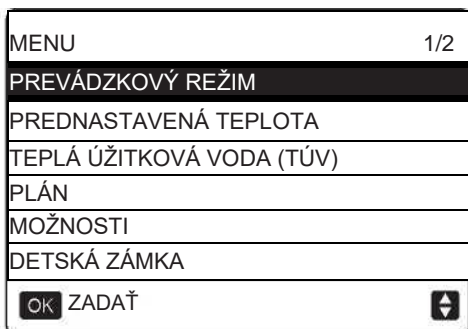 MENU 1/2
PREVÁDZKOVÝ REŽIM
PREDNASTAVENÁ TEPLOTA
TEPLÁ ÚŽITKOVÁ VODA (TÚV)
PLÁN
MOŽNOSTI
DETSKÁ ZÁMKA
OK ZADAŤ